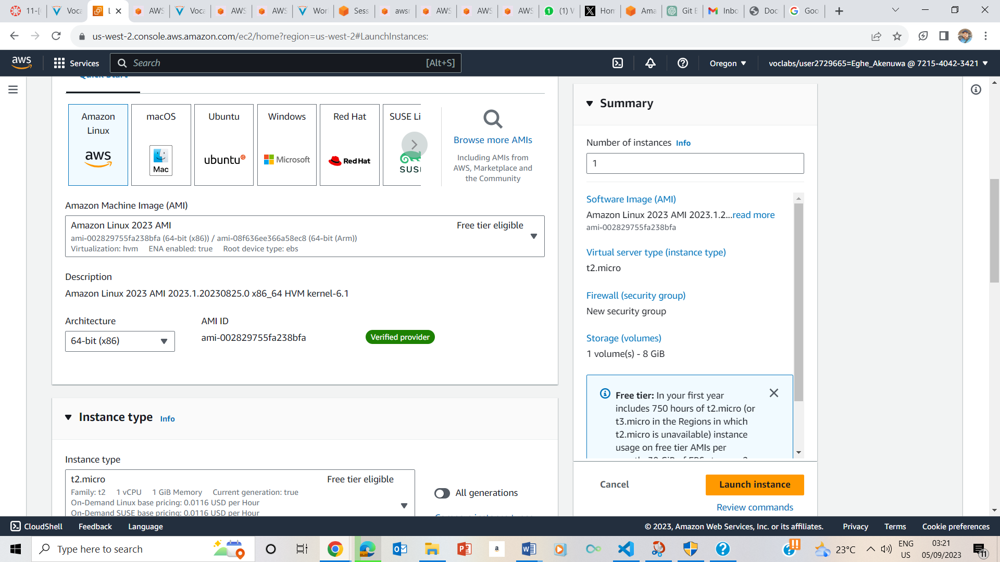 11-[
Voca
L
AWS
Voca
AWS
AWS
Wor
Sess
awsr
AWS
AWS
AWS
(1) V
Hom
Ama
Git B
Inbo
Doc
Goo
us-west-2.console.aws.amazon.com/ec2/home?region=us-west-2#LaunchInstances:
aws
Services
Search
[Alt+S]
Oregon
voclabs/user2729665=Eghe_Akenuwa @ 7215-4042-3421
Quick Start
Amazon Linux
aws
macOS
Mac
Ubuntu
ubuntu
Windows
Microsoft
Red Hat
Red Hat
SUSE Li
SUS
Browse more AMIs
Including AMIs from
AWS, Marketplace and
the Community
Amazon Machine Image (AMI)
Amazon Linux 2023 AMI
Free tier eligible
ami-002829755fa238bfa (64-bit (x86)) / ami-08f636ee366a58ec8 (64-bit (Arm))
Virtualization: hvm ENA enabled: true Root device type: ebs
Description
Amazon Linux 2023 AMI 2023.1.20230825.0 x86_64 HVM kernel-6.1
Architecture
64-bit (x86)
AMI ID
ami-002829755fa238bfa
Verified provider
Instance type Info
Instance type
t2.micro
Free tier eligible
Family: t2 1 vCPU 1 GiB Memory Current generation: true
On-Demand Linux base pricing: 0.0116 USD per Hour
On-Demand SUSE base pricing: 0.0116 USD per Hour
All generations
Summary
Number of instances Info
1
Software Image (AMI)
Amazon Linux 2023 AMI 2023.1.2...read more
ami-002829755fa238bfa
Virtual server type (instance type)
t2.micro
Firewall (security group)
New security group
Storage (volumes)
1 volume(s) - 8 GiB
Free tier: In your first year
includes 750 hours of t2.micro (or
t3.micro in the Regions in which
t2.micro is unavailable) instance
usage on free tier AMIs per
Cancel
Launch instance
Review commands
CloudShell
Feedback
Language
© 2023, Amazon Web Services, Inc. or its affiliates.
Privacy
Terms
Cookie preferences
Type here to search
23°C
ENG
US
03:21
05/09/2023
11